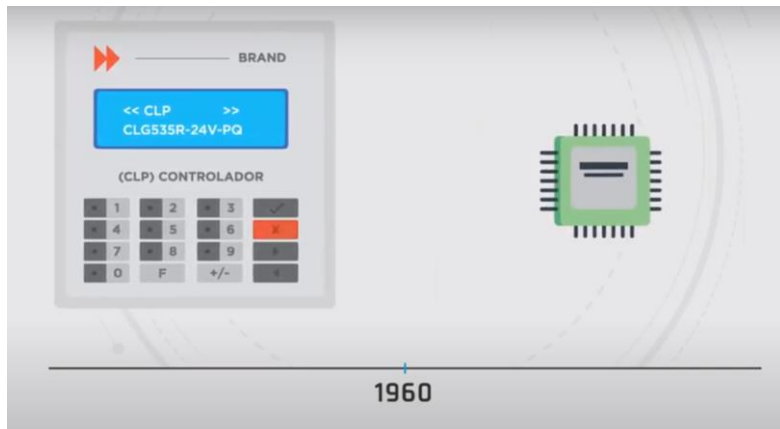 BRAND
<< CLP >>
CLG535R-24V-PQ
(CLP) CONTROLADOR
1 2 3
4 5 6 X
7 8 9
0 F +/-
1960